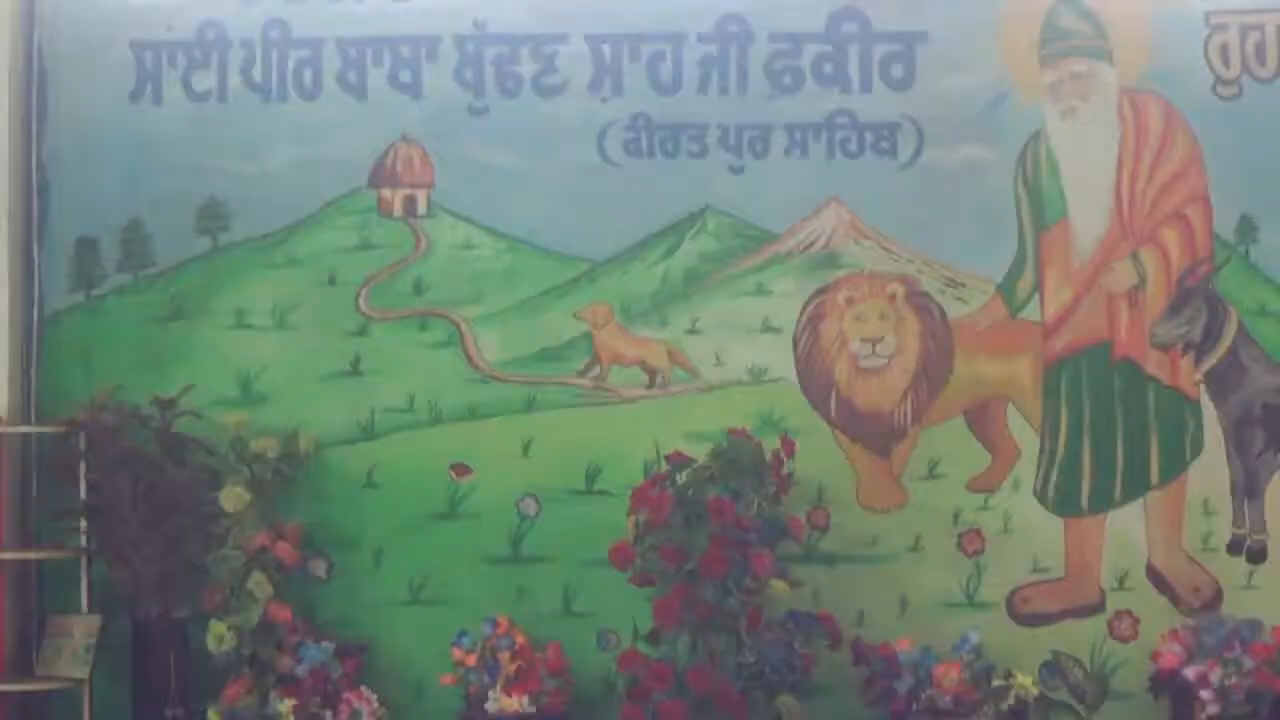 ਸਾਂਈ ਪੀਰ ਬਾਬਾ ਬੁੱਢਣ ਸ਼ਾਹ ਜੀ ਫ਼ਕੀਰ
(ਕੀਰਤ ਪੁਰ ਸਾਹਿਬ)
ਰੂਹ